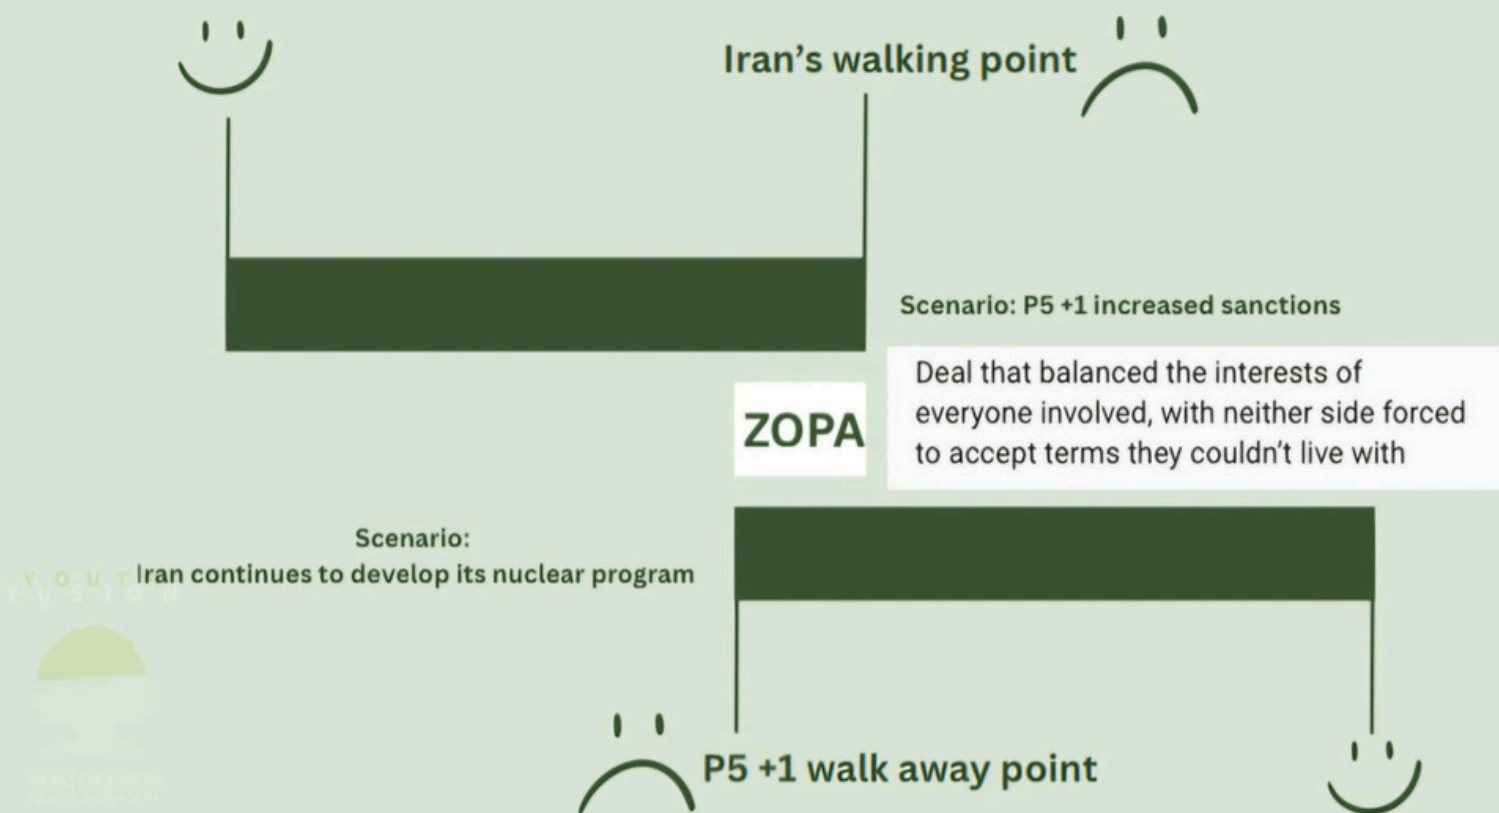 Iran’s walking point
Scenario: P5 +1 increased sanctions
Deal that balanced the interests of
everyone involved, with neither side forced
to accept terms they couldn’t live with
ZOPA
Scenario:
Iran continues to develop its nuclear program
Y O U T
P5 +1 walk away point